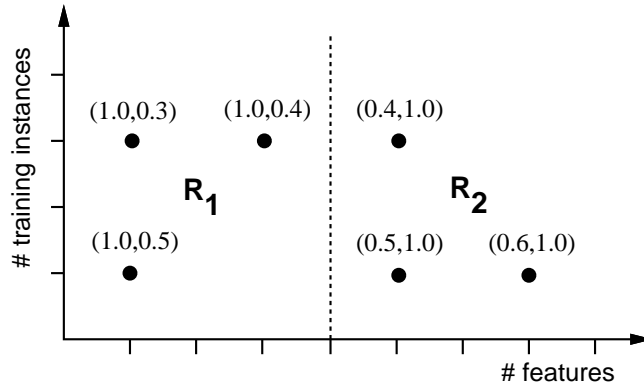 # training instances
(1.0,0.3) (1.0,0.4) (0.4,1.0)
R1 R2
(1.0,0.5) (0.5,1.0) (0.6,1.0)
# features